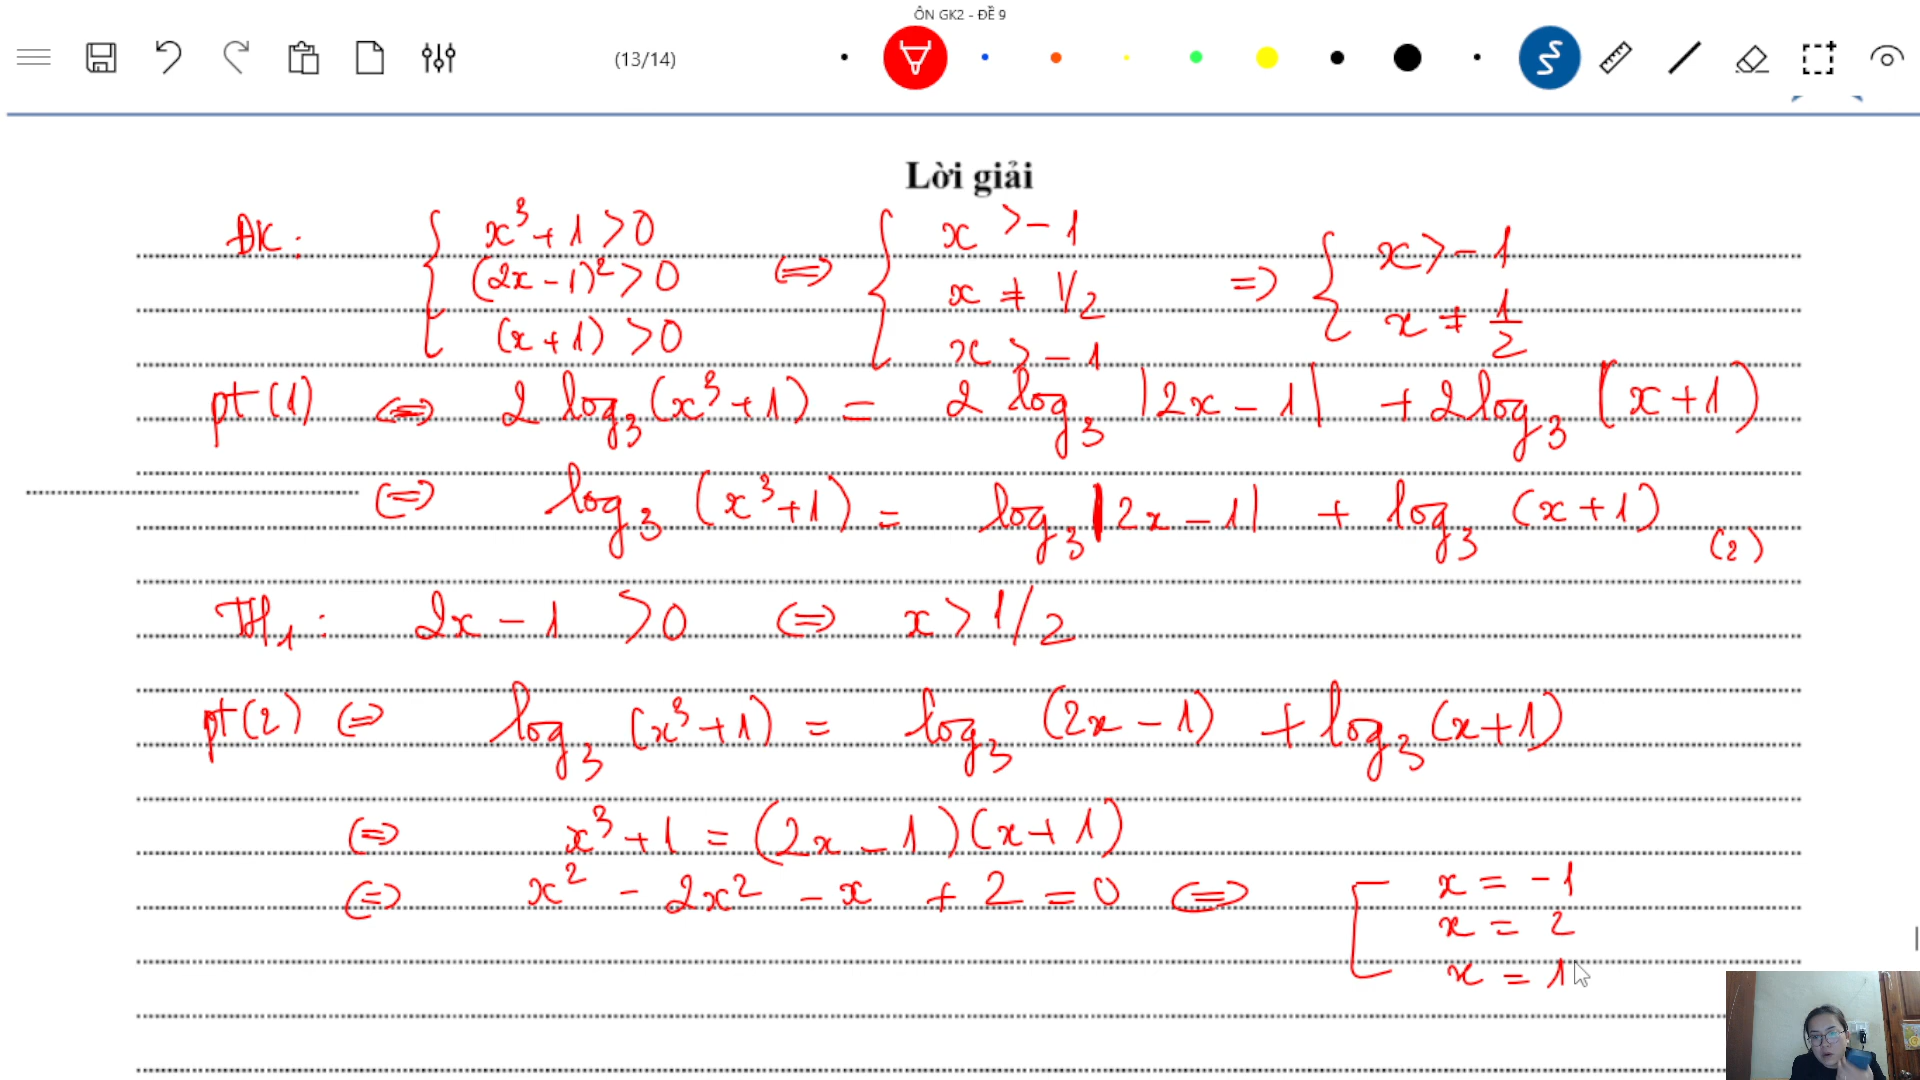 ÔN GK2 - ĐỀ 9
(13/14)
Lời giải
ĐK: { x³ + 1 > 0 ⇔ { x > -1 ⇒ { x > -1
(2x - 1)² > 0 x ≠ 1/2 x ≠ 1/2
(x + 1) > 0 x > -1
pt(1) ⇔ 2 log₃ (x³ + 1) = 2 log₃ |2x - 1| + 2 log₃ (x + 1)
⇔ log₃ (x³ + 1) = log₃ |2x - 1| + log₃ (x + 1) (2)
TH₁ : 2x - 1 > 0 ⇔ x > 1/2
pt(2) ⇔ log₃ (x³ + 1) = log₃ (2x - 1) + log₃ (x + 1)
⇔ x³ + 1 = (2x - 1)(x + 1)
⇔ x² - 2x² - x + 2 = 0 ⇔ [ x = -1
x = 2
x = 1